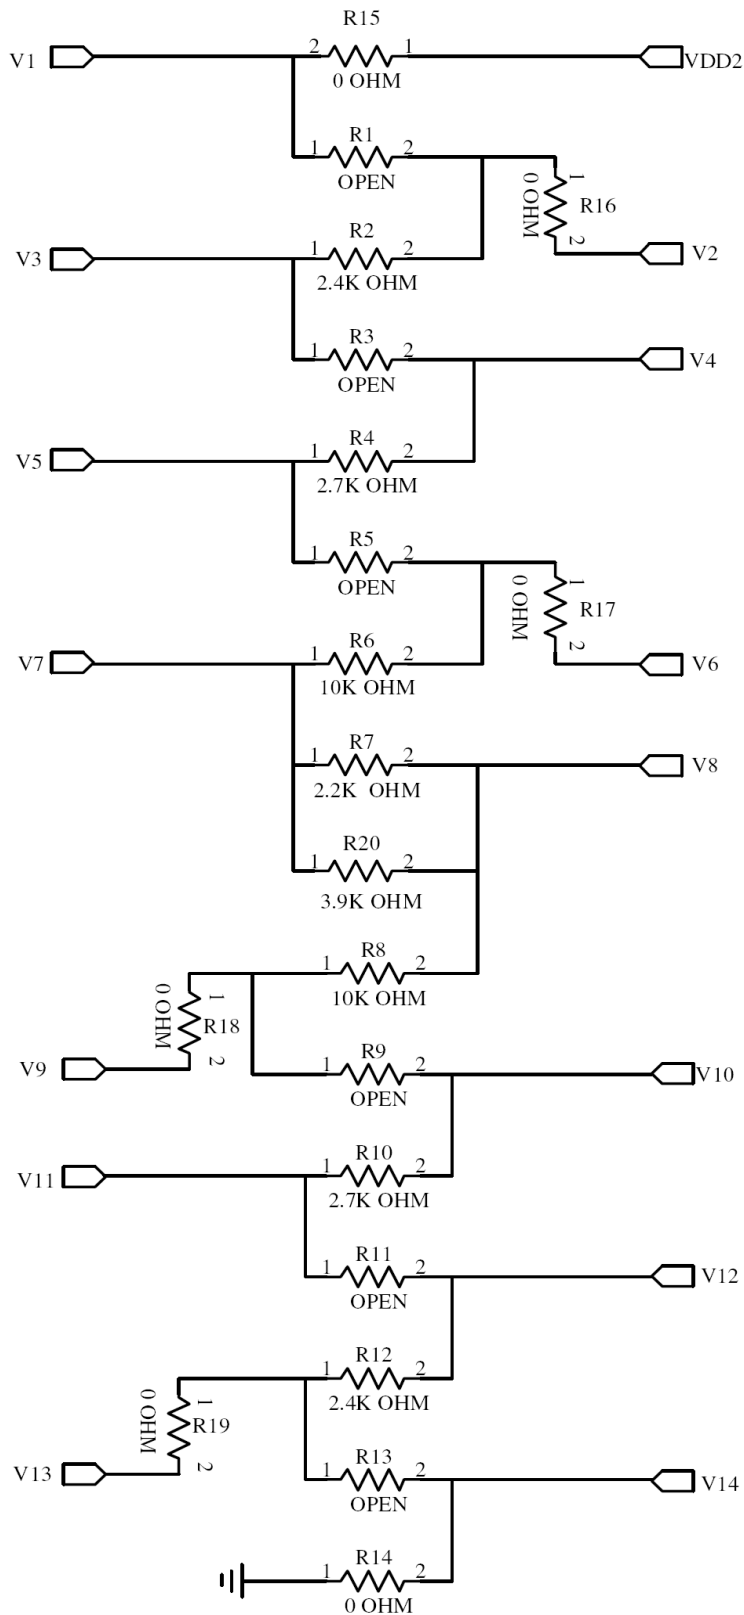 R15
V1 2 1 VDD2
0 OHM
R1
1 2
OPEN
1
0 OHM R16
2
R2
V3 1 2 V2
2.4K OHM
R3
1 2 V4
OPEN
R4
V5 1 2
2.7K OHM
R5
1 2
OPEN
1
0 OHM R17
2
R6
V7 1 2 V6
10K OHM
R7
1 2 V8
2.2K OHM
R20
1 2
3.9K OHM
R8
1 2
10K OHM
1
0 OHM R18
2
R9
V9 1 2 V10
OPEN
R10
V11 1 2
2.7K OHM
R11
1 2 V12
OPEN
R12
1 2
2.4K OHM
1
0 OHM R19
2
R13
V13 1 2 V14
OPEN
R14
1 2
0 OHM